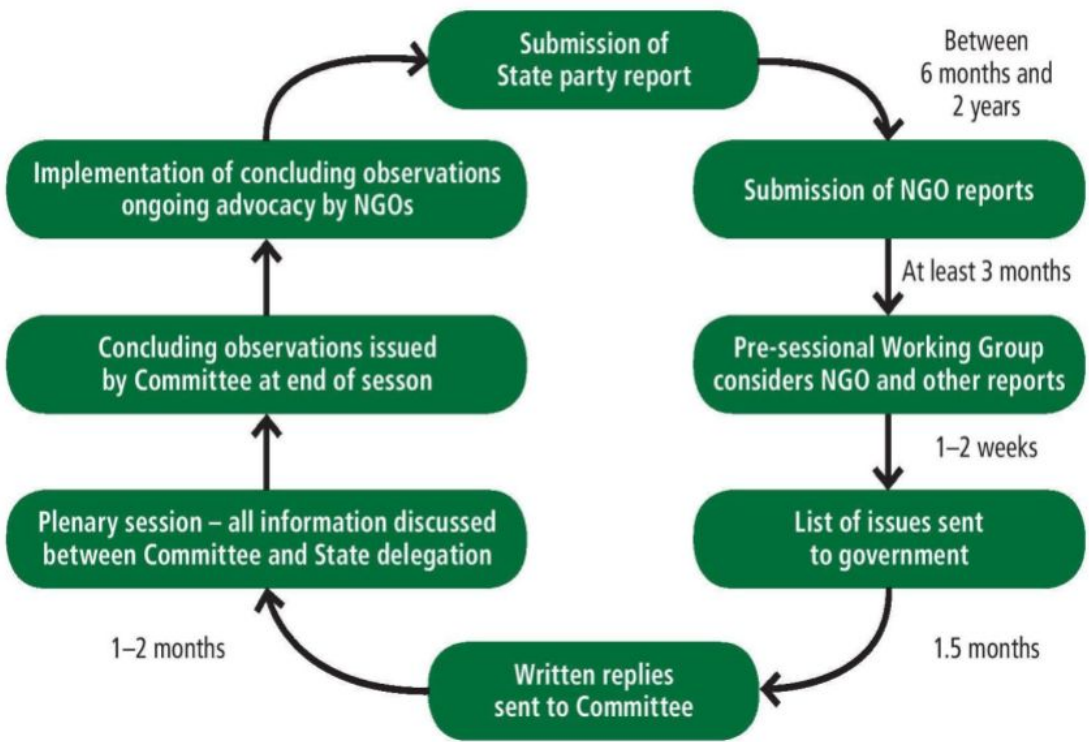 Submission of
State party report
Between
6 months and
2 years
Submission of NGO reports
At least 3 months
Pre-sessional Working Group
considers NGO and other reports
1–2 weeks
List of issues sent
to government
1.5 months
Written replies
sent to Committee
1–2 months
Plenary session – all information discussed
between Committee and State delegation
Concluding observations issued
by Committee at end of sesson
Implementation of concluding observations
ongoing advocacy by NGOs